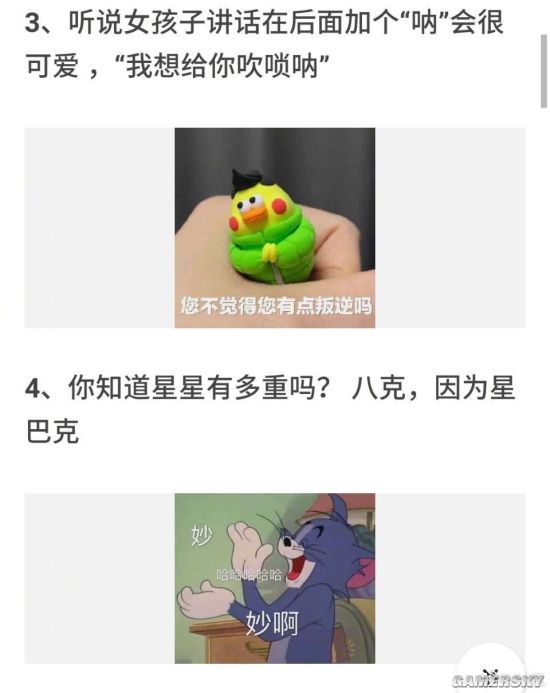 3、听说女孩子讲话在后面加个“呐”会很
可爱 ，“我想给你吹唢呐”
您不觉得您有点叛逆吗
4、你知道星星有多重吗？ 八克，因为星
巴克
妙
哈哈哈哈哈
妙啊
GAMERSKY